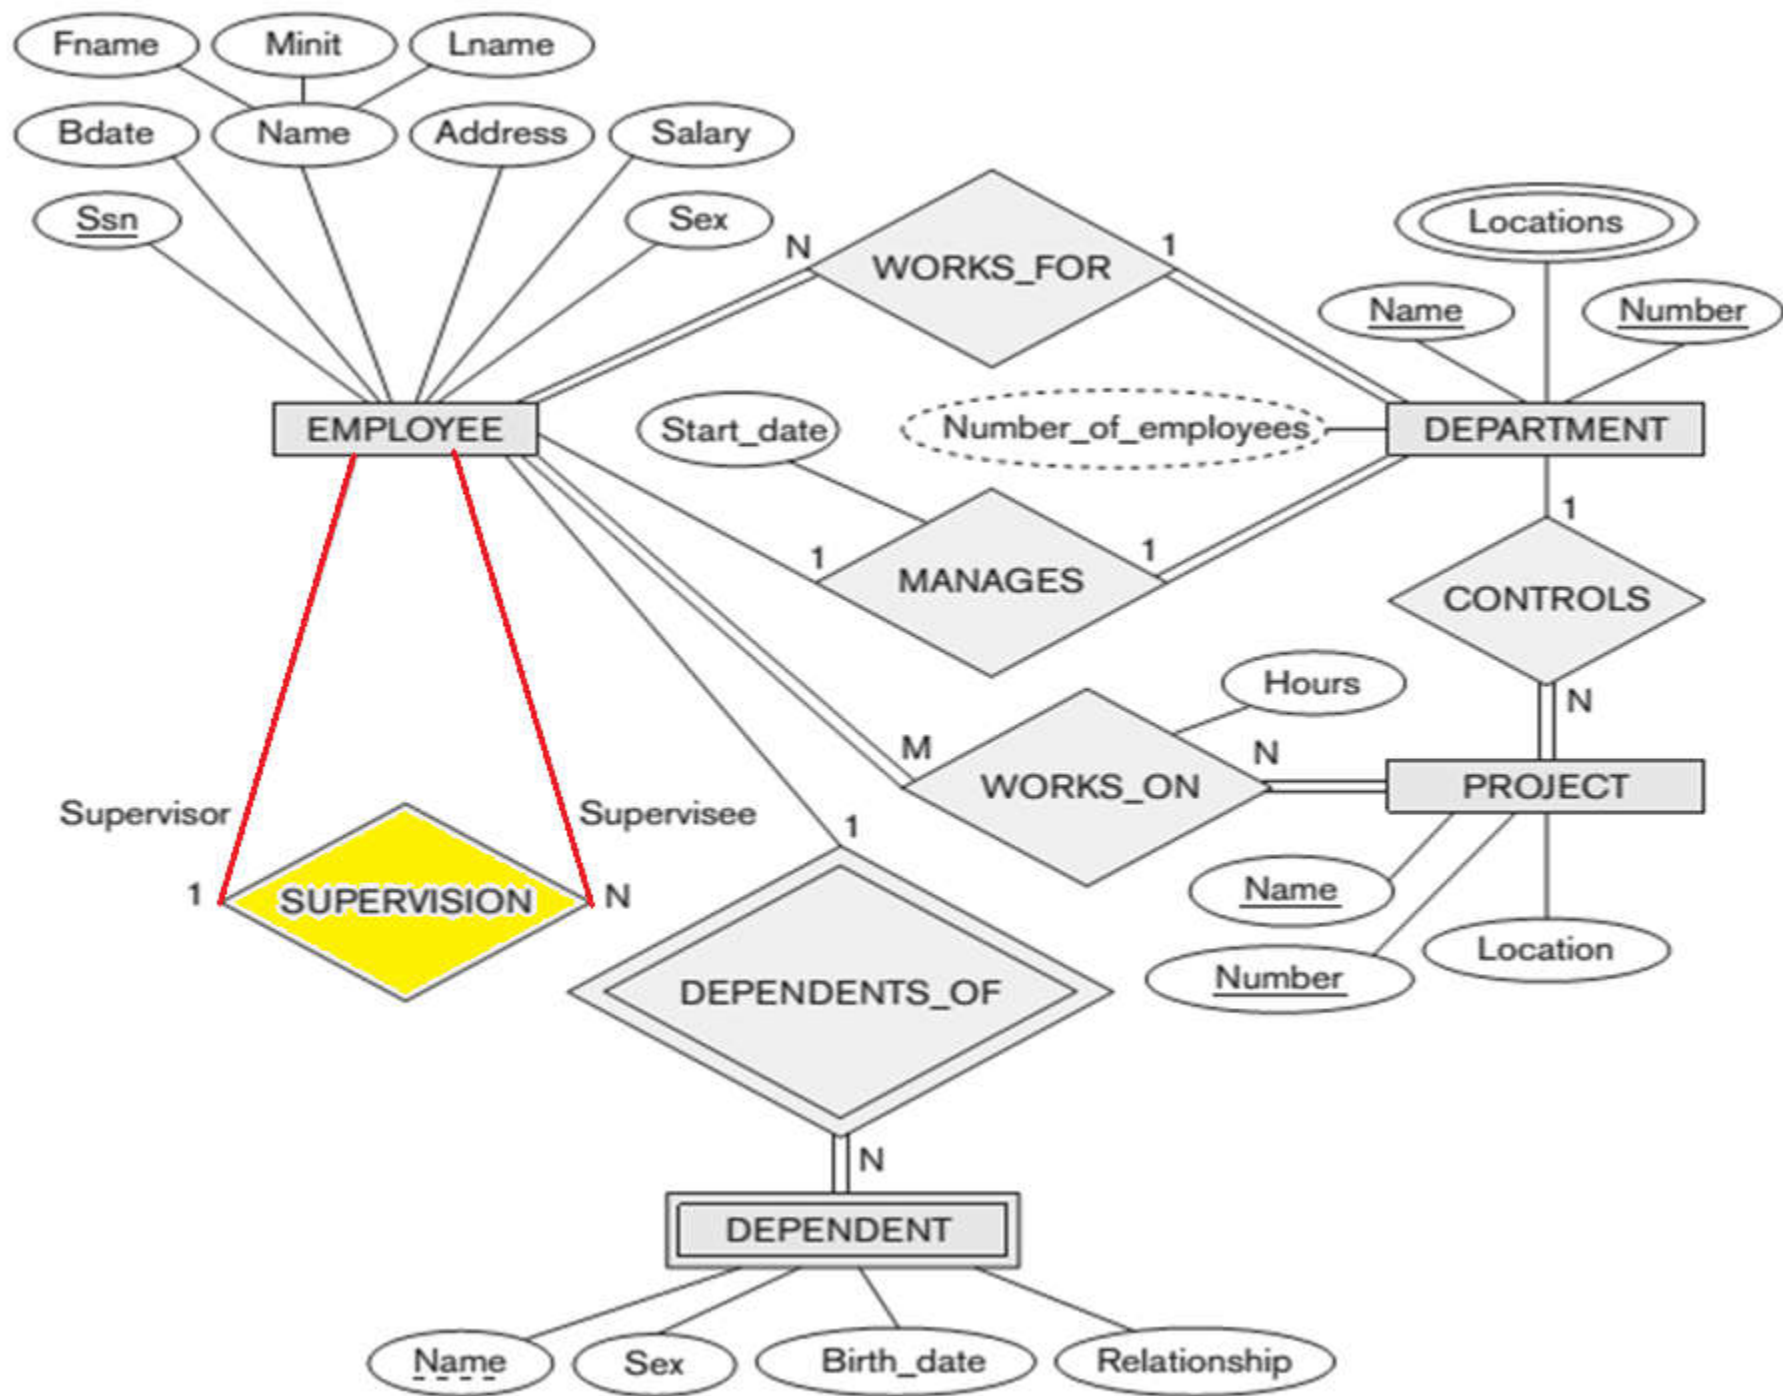 Fname
Minit
Lname
Bdate
Name
Address
Salary
Ssn
Sex
N
WORKS_FOR
1
Locations
Name
Number
EMPLOYEE
Start_date
Number_of_employees
DEPARTMENT
1
MANAGES
1
1
CONTROLS
N
Hours
M
WORKS_ON
N
PROJECT
Supervisor
Supervisee
1
SUPERVISION
N
1
Name
Number
Location
DEPENDENTS_OF
N
DEPENDENT
Name
Sex
Birth_date
Relationship